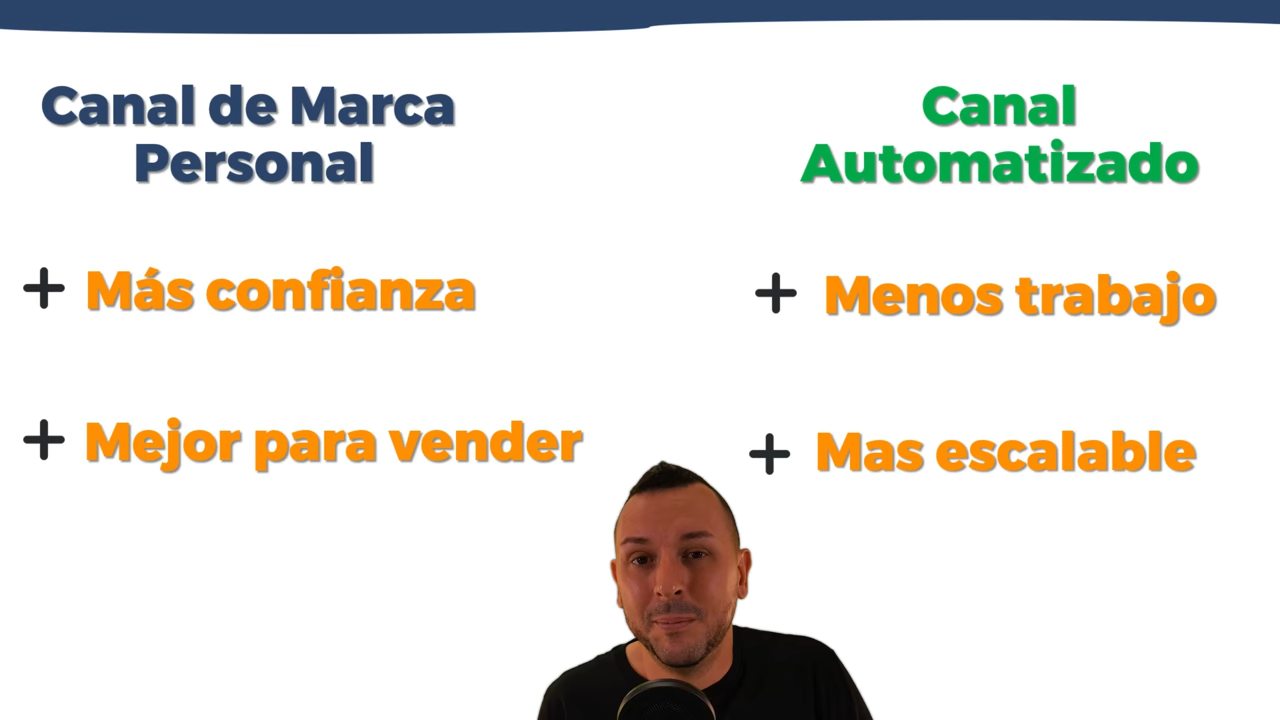 Canal de Marca
Personal
+ Más confianza
+ Mejor para vender
Canal
Automatizado
+ Menos trabajo
+ Mas escalable